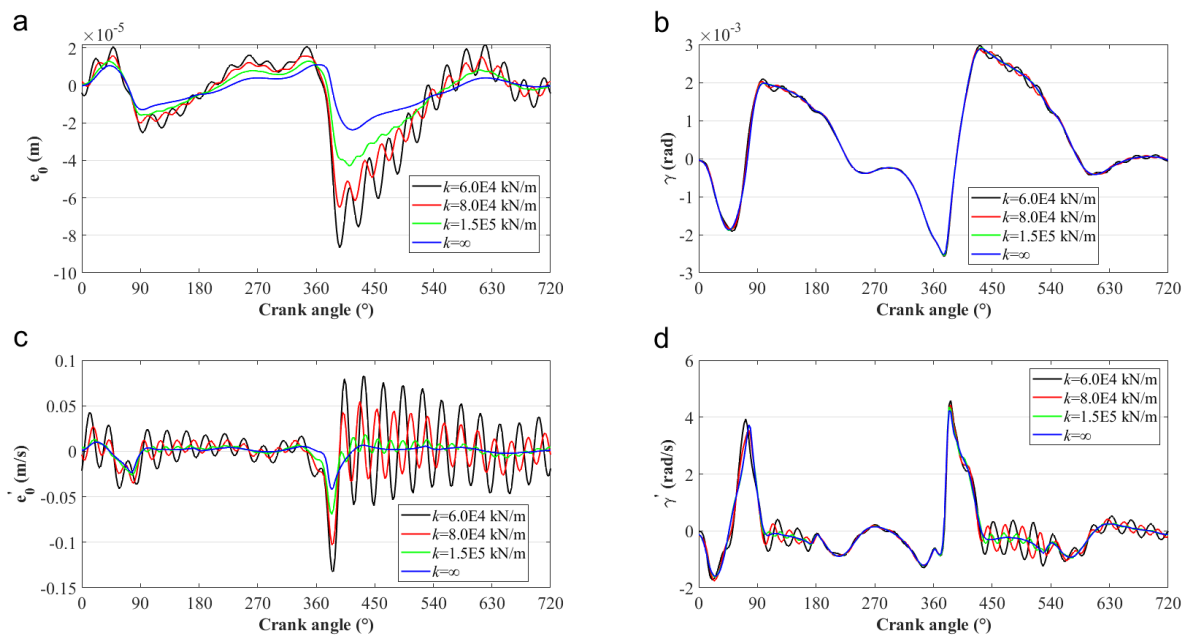 a
×10⁻⁵
2
0
-2
-4
-6
-8
-10
e₀ (m)
k=6.0E4 kN/m
k=8.0E4 kN/m
k=1.5E5 kN/m
k=∞
0 90 180 270 360 450 540 630 720
Crank angle (°)
b
×10⁻³
3
2
1
0
-1
-2
-3
γ (rad)
k=6.0E4 kN/m
k=8.0E4 kN/m
k=1.5E5 kN/m
k=∞
0 90 180 270 360 450 540 630 720
Crank angle (°)
c
0.1
0.05
0
-0.05
-0.1
-0.15
e₀' (m/s)
k=6.0E4 kN/m
k=8.0E4 kN/m
k=1.5E5 kN/m
k=∞
0 90 180 270 360 450 540 630 720
Crank angle (°)
d
6
4
2
0
-2
γ' (rad/s)
k=6.0E4 kN/m
k=8.0E4 kN/m
k=1.5E5 kN/m
k=∞
0 90 180 270 360 450 540 630 720
Crank angle (°)